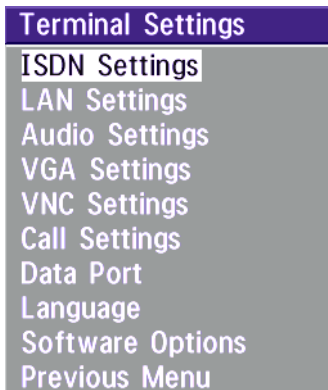 Terminal Settings
ISDN Settings
LAN Settings
Audio Settings
VGA Settings
VNC Settings
Call Settings
Data Port
Language
Software Options
Previous Menu